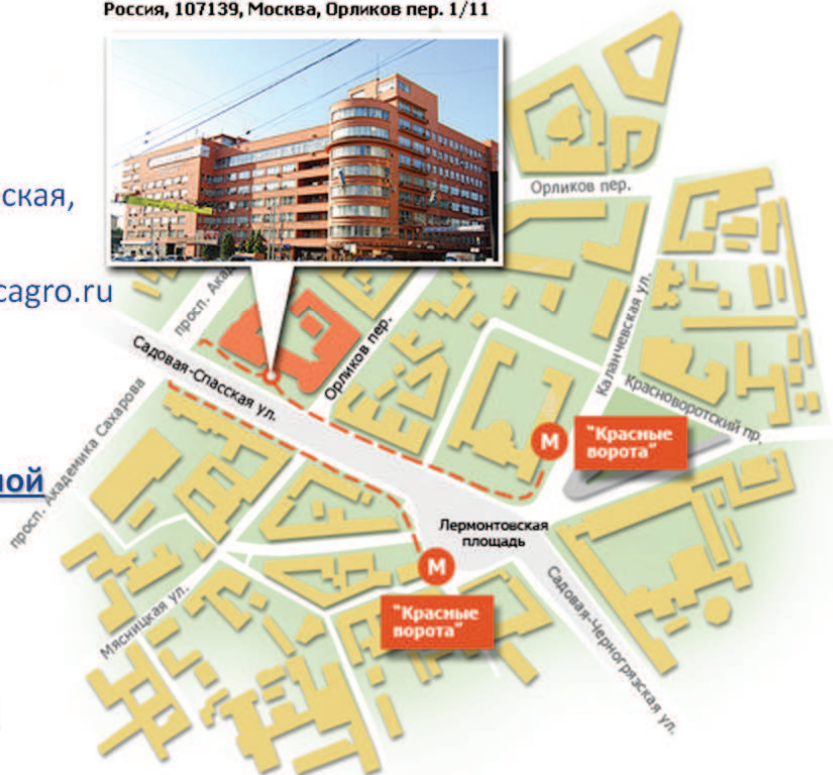 Россия, 107139, Москва, Орликов пер. 1/11
ская,
cagro.ru
ной
Орликов пер.
просп. Ака
Садовая-Спасская ул.
Орликов пер.
Каланчевская ул.
Красноворотский пр.
просп. Академика Сахарова
М
"Красные
ворота"
Лермонтовская
площадь
М
"Красные
ворота"
Мясницкая ул.
Садовая-Черногрязская ул.